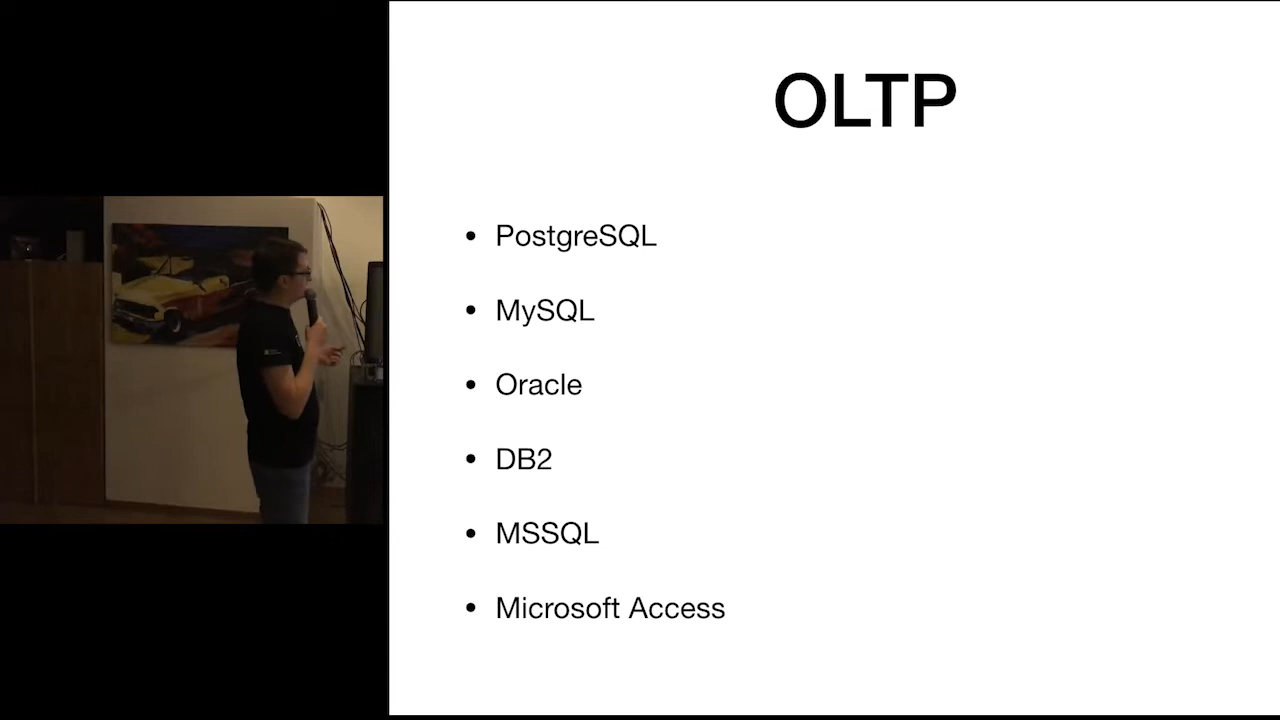 OLTP
• PostgreSQL
• MySQL
• Oracle
• DB2
• MSSQL
• Microsoft Access